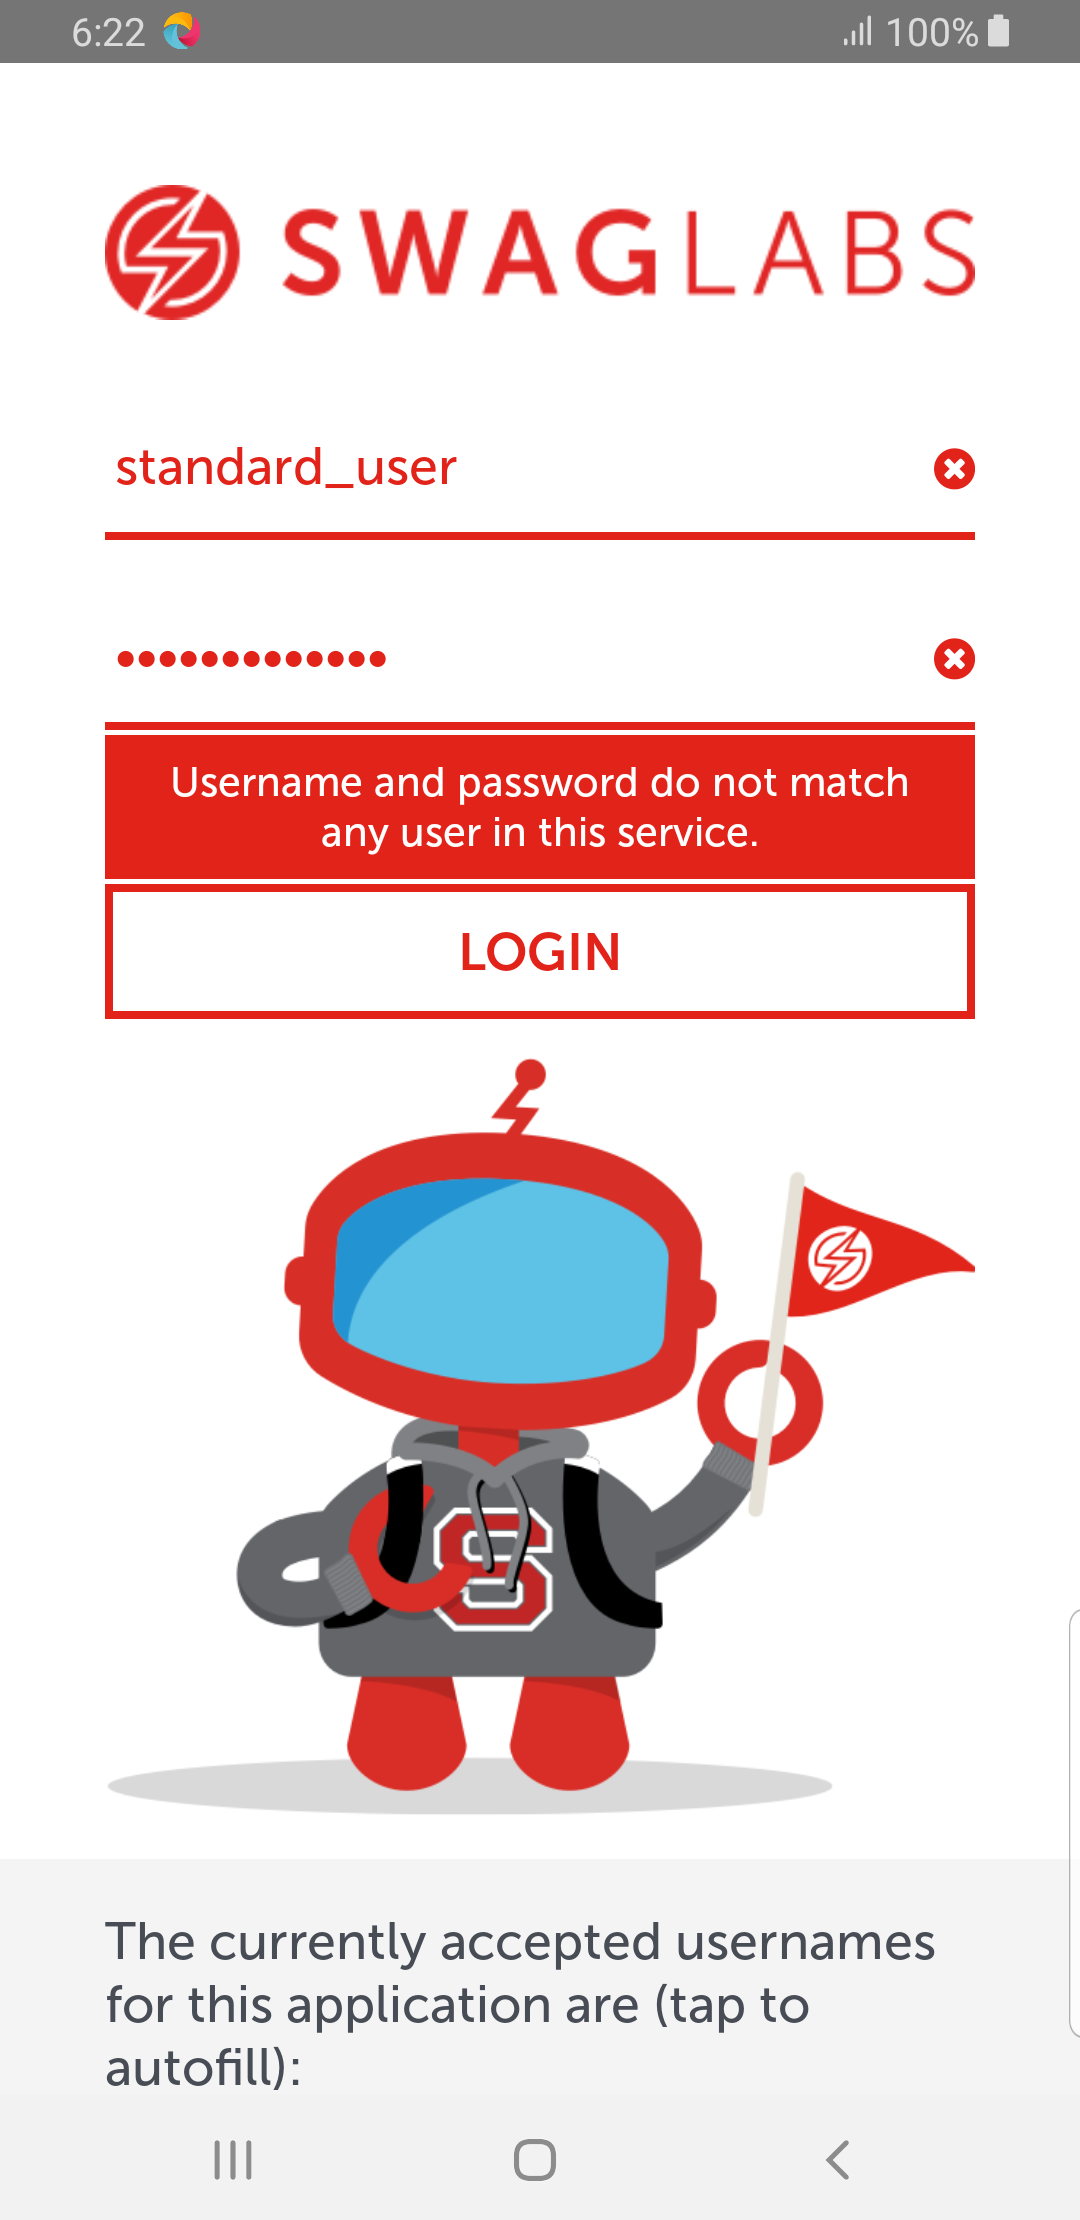 6:22
100%
SWAGLABS
standard_user
•••••••••••••
Username and password do not match
any user in this service.
LOGIN
S
The currently accepted usernames
for this application are (tap to
autofill):